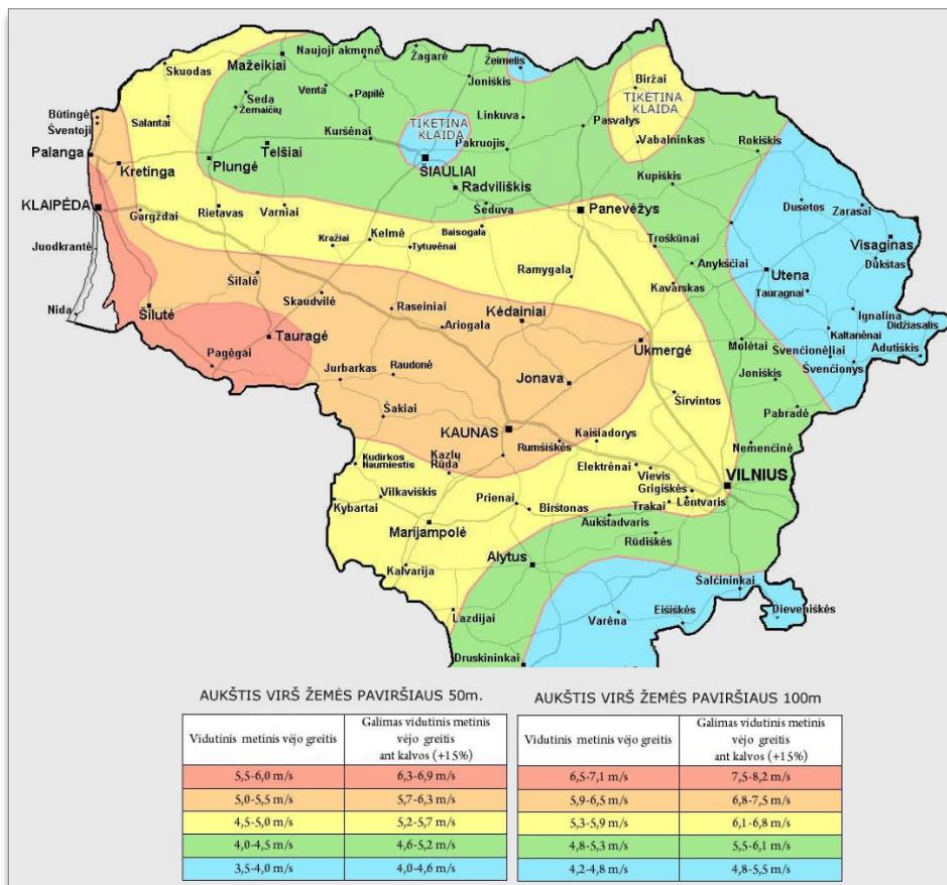 Naujoji akmenė
Žagarė
Žeimelis
Skuodas
Mažeikiai
Joniškis
Biržai
TIKĖTINA
KLAIDA
Seda
Venta
Papilė
Žemaičių
Būtingė
Šventoji
Salantai
Kuršėnai
TIKĖTINA
KLAIDA
Linkuva
Pasvalys
Vabalninkas
Rokiškis
Palanga
Kretinga
Plungė
Telšiai
Pakruojis
ŠIAULIAI
Radviliškis
Kupiškis
KLAIPĖDA
Gargždai
Rietavas
Varniai
Šeduva
Panevėžys
Dusetos
Zarasai
Juodkrantė
Kražiai
Kelmė
Baisogala
Tytuvėnai
Troškūnai
Visaginas
Dūkštas
Anykščiai
Utena
Šilalė
Ramygala
Kavarskas
Tauragnai
Skaudvilė
Raseiniai
Nida
Šilutė
Ariogala
Kėdainiai
Ignalina
Didžiasalis
Kaltanėnai
Tauragė
Ukmergė
Molėtai
Švenčionėliai
Adutiškis
Pagėgai
Jurbarkas
Raudonė
Jonava
Joniškis
Švenčionys
Šakiai
Širvintos
Pabradė
KAUNAS
Rumšiškės
Kaišiadorys
Nemenčinė
Kudirkos
Naumiestis
Kazlų
Rūda
Elektrėnai
Vievis
Grigiškės
VILNIUS
Kybartai
Vilkaviškis
Prienai
Birštonas
Trakai
Lentvaris
Marijampolė
Aukštadvaris
Rūdiškės
Kalvarija
Alytus
Šalčininkai
Lazdijai
Varėna
Eišiškės
Dieveniškės
Druskininkai
AUKŠTIS VIRŠ ŽEMĖS PAVIRŠIAUS 50m.
Vidutinis metinis vėjo greitis
Galimas vidutinis metinis
vėjo greitis
ant kalvos (+15%)
5,5-6,0 m/s 6,3-6,9 m/s
5,0-5,5 m/s 5,7-6,3 m/s
4,5-5,0 m/s 5,2-5,7 m/s
4,0-4,5 m/s 4,6-5,2 m/s
3,5-4,0 m/s 4,0-4,6 m/s
AUKŠTIS VIRŠ ŽEMĖS PAVIRŠIAUS 100m
Vidutinis metinis vėjo greitis
Galimas vidutinis metinis
vėjo greitis
ant kalvos (+15%)
6,5-7,1 m/s 7,5-8,2 m/s
5,9-6,5 m/s 6,8-7,5 m/s
5,3-5,9 m/s 6,1-6,8 m/s
4,8-5,3 m/s 5,5-6,1 m/s
4,2-4,8 m/s 4,8-5,5 m/s